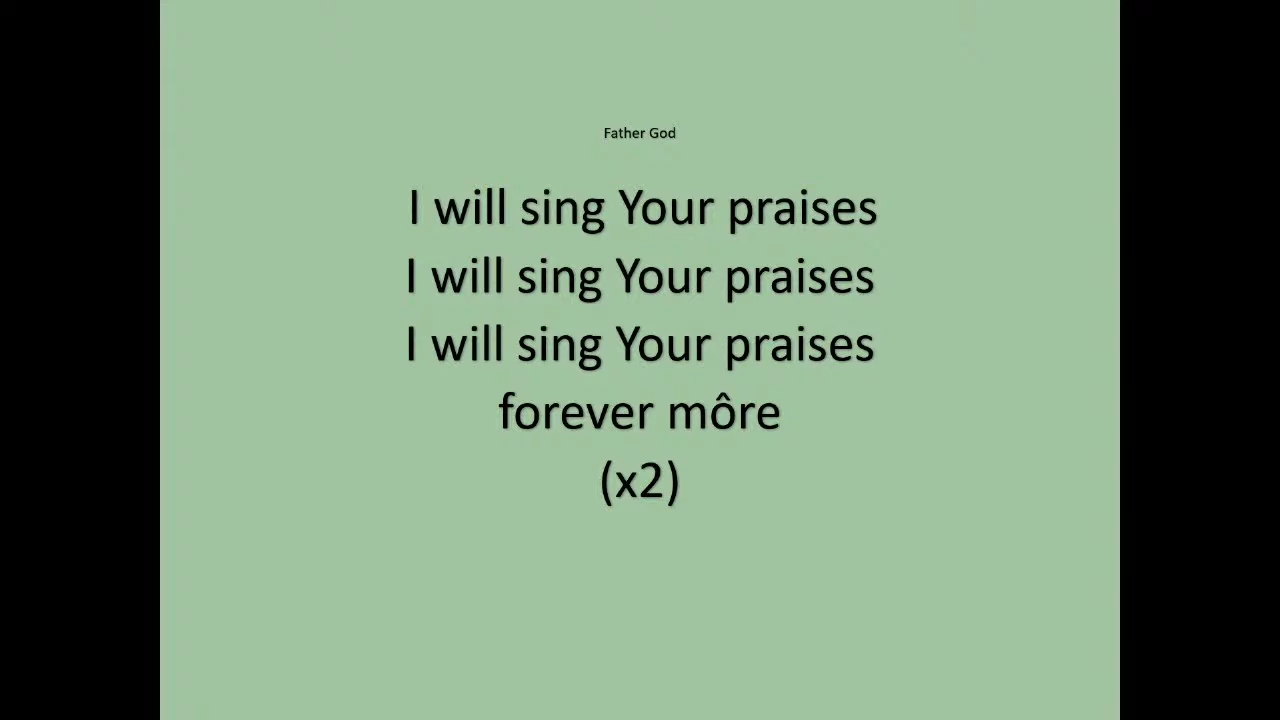 Father God
I will sing Your praises
I will sing Your praises
I will sing Your praises
forever môre
(x2)